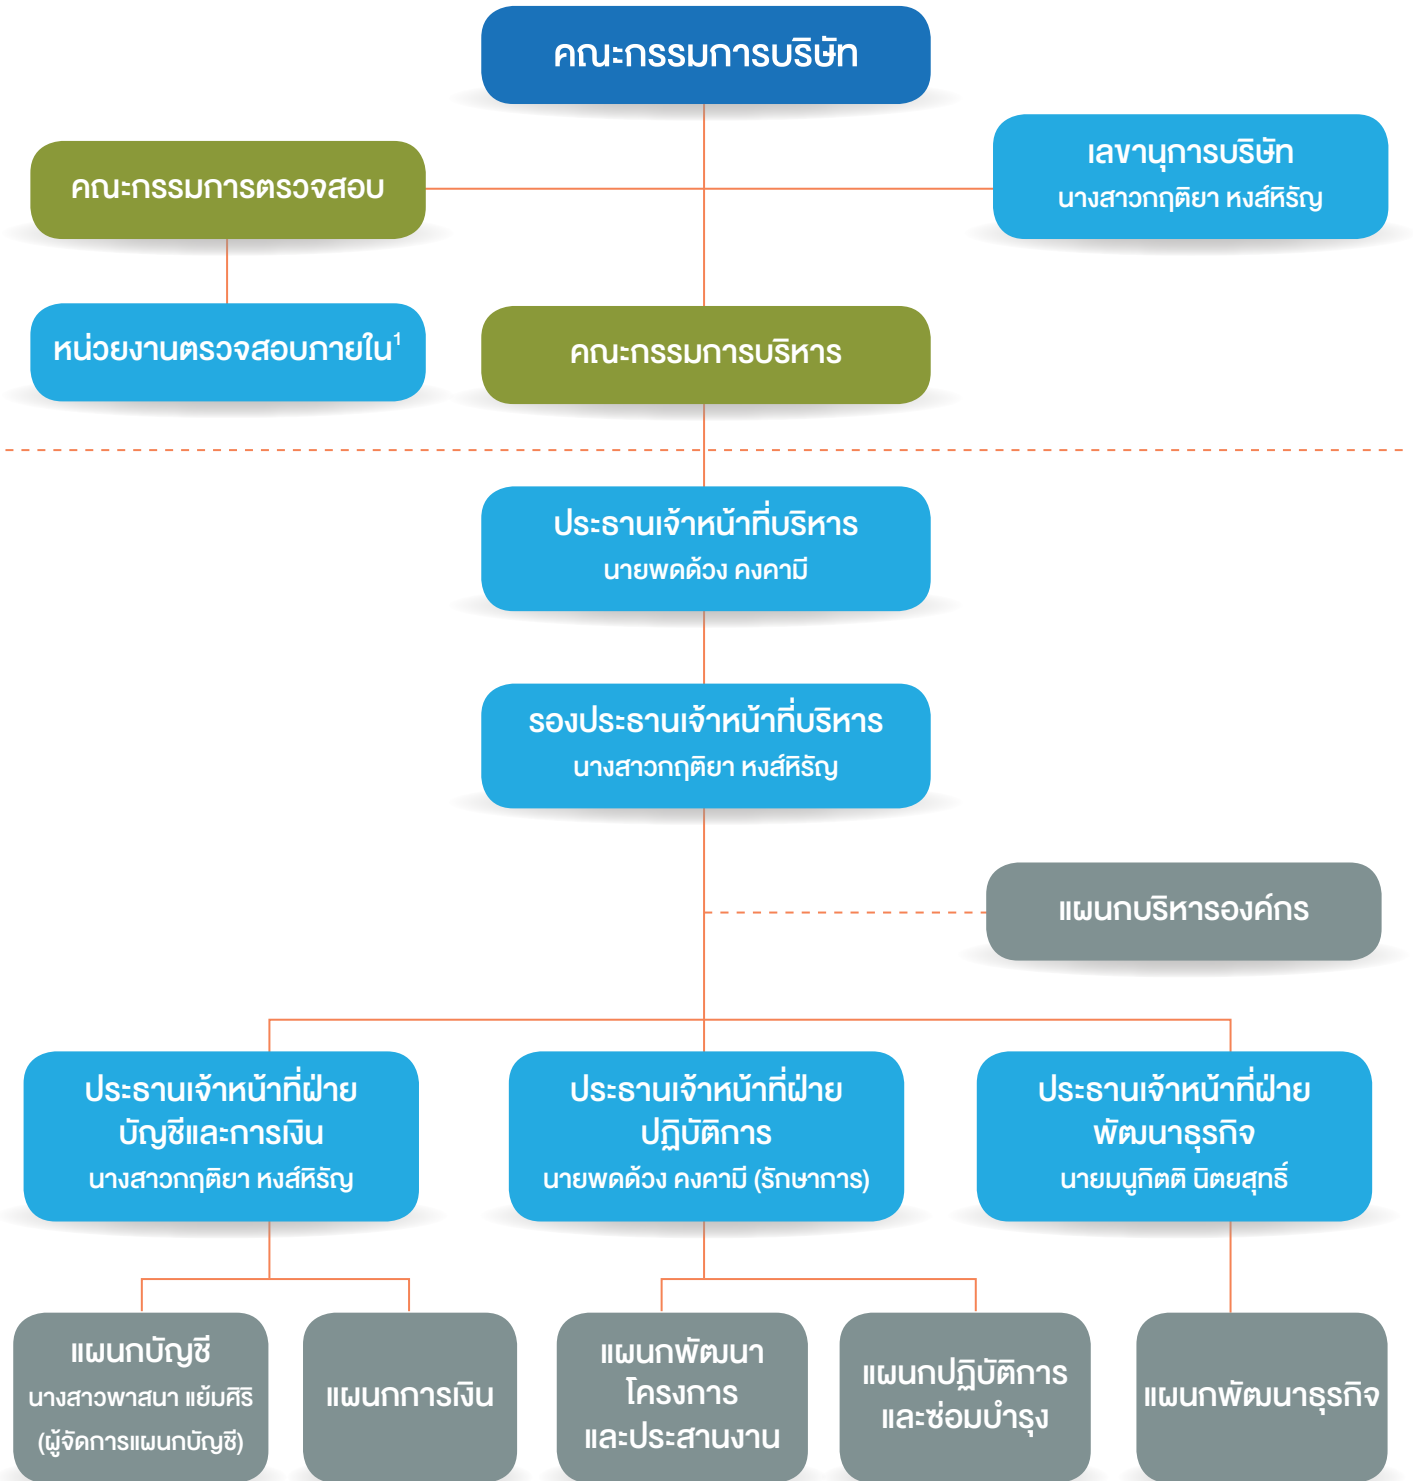 คณะกรรมการบริษัท
เลขานุการบริษัท
นางสาวกฤติยา หงส์หิรัญ
คณะกรรมการตรวจสอบ
หน่วยงานตรวจสอบภายใน¹
คณะกรรมการบริหาร
ประธานเจ้าหน้าที่บริหาร
นายพดด้วง คงคามี
รองประธานเจ้าหน้าที่บริหาร
นางสาวกฤติยา หงส์หิรัญ
แผนกบริหารองค์กร
ประธานเจ้าหน้าที่ฝ่าย
บัญชีและการเงิน
นางสาวกฤติยา หงส์หิรัญ
ประธานเจ้าหน้าที่ฝ่าย
ปฏิบัติการ
นายพดด้วง คงคามี (รักษาการ)
ประธานเจ้าหน้าที่ฝ่าย
พัฒนาธุรกิจ
นายมนูกิตติ นิตยสุทธิ์
แผนกบัญชี
นางสาวพาสนา แย้มศิริ
(ผู้จัดการแผนกบัญชี)
แผนกการเงิน
แผนกพัฒนา
โครงการ
และประสานงาน
แผนกปฏิบัติการ
และซ่อมบำรุง
แผนกพัฒนาธุรกิจ